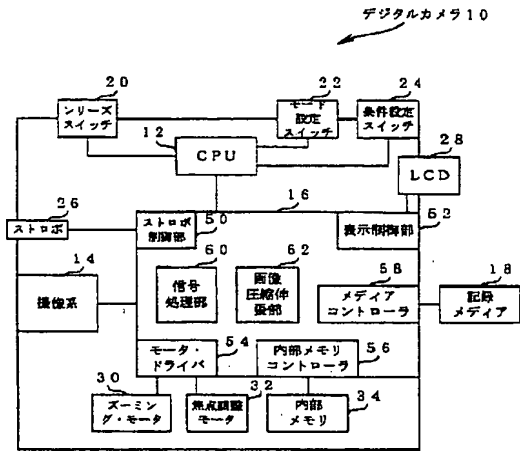 デジタルカメラ10
20
22
24
シリーズ
スイッチ
モード
設定
スイッチ
条件設定
スイッチ
12
CPU
28
LCD
26
ストロボ
16
ストロボ
制御部
50
表示制御部
52
14
撮像系
60
信号
処理部
62
画像
圧縮伸
張部
58
メディア
コントローラ
18
記録
メディア
モータ・
ドライバ
54
内部メモリ
コントローラ
56
30
ズーミン
グ・モータ
32
焦点調整
モータ
34
内部
メモリ